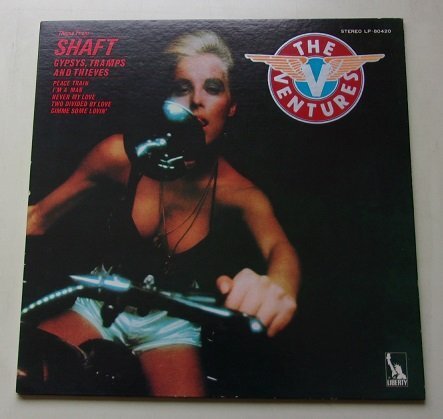 Theme From
SHAFT
GYPSYS, TRAMPS
AND THIEVES
PEACE TRAIN
I'M A MAN
NEVER MY LOVE
TWO DIVIDED BY LOVE
GIMME SOME LOVIN'
STEREO LP-80420
THE
V
VENTURES
LIBERTY